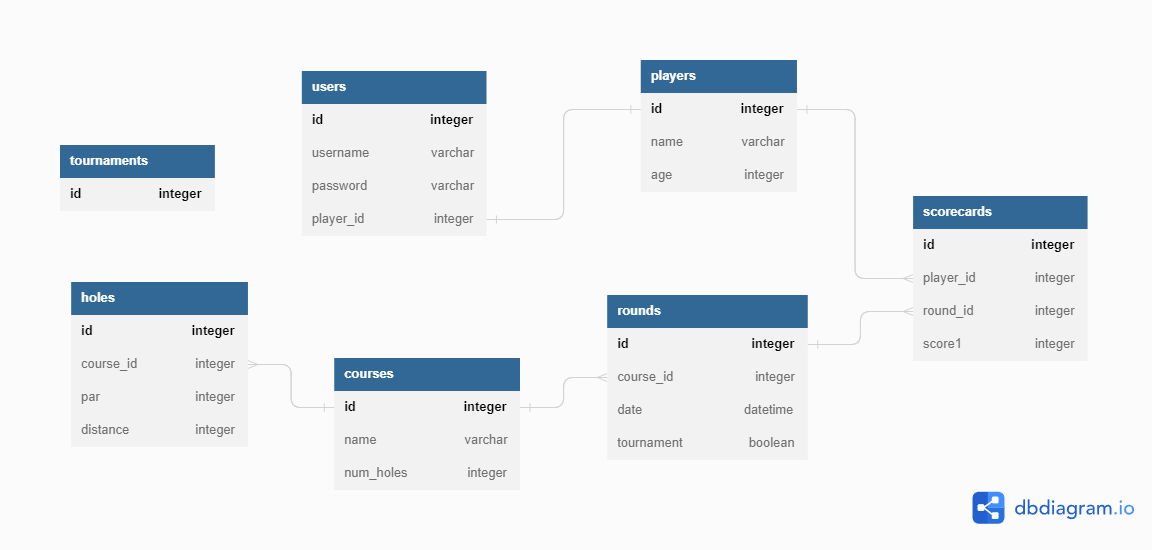 tournaments
id integer
users
id integer
username varchar
password varchar
player_id integer
players
id integer
name varchar
age integer
scorecards
id integer
player_id integer
round_id integer
score1 integer
holes
id integer
course_id integer
par integer
distance integer
courses
id integer
name varchar
num_holes integer
rounds
id integer
course_id integer
date datetime
tournament boolean
dbdiagram.io